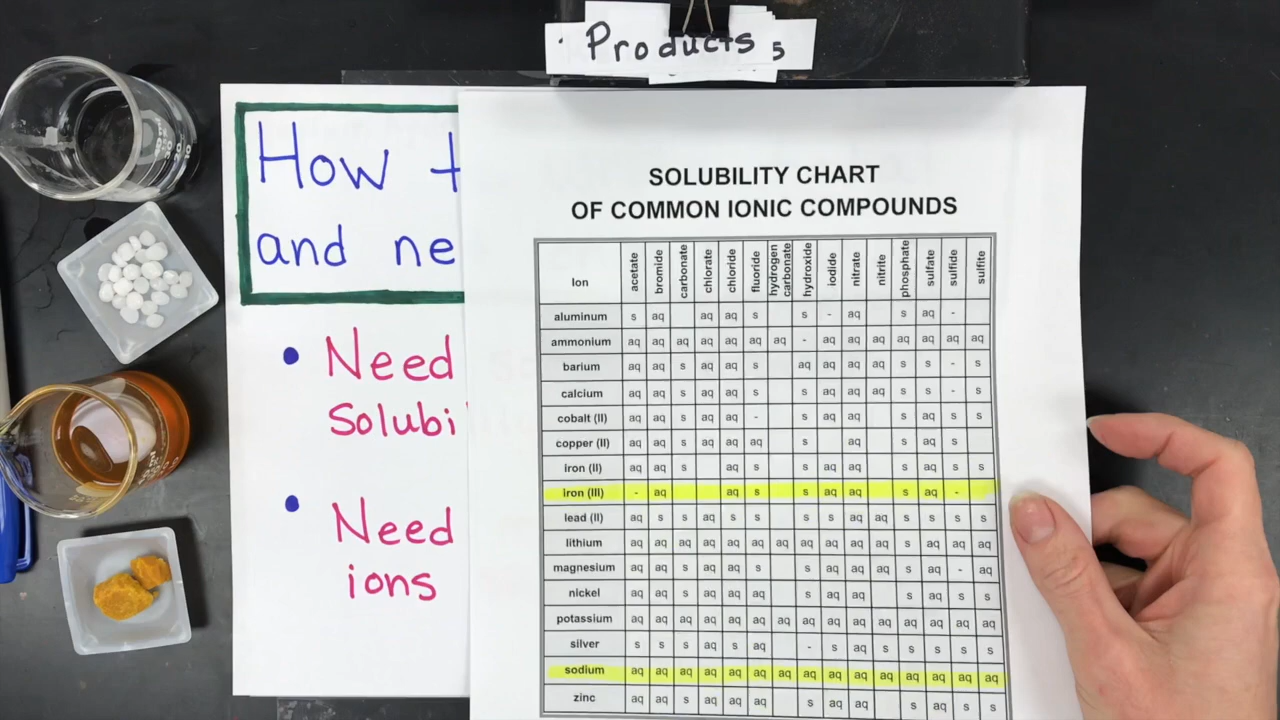 Products 5
How t
and ne
Need
Solubi
Need
ions
SOLUBILITY CHART
OF COMMON IONIC COMPOUNDS
Ion acetate bromide carbonate chlorate chloride fluoride hydrogen carbonate hydroxide iodide nitrate nitrite phosphate sulfate sulfide sulfite
aluminum s aq aq aq s s - aq s aq -
ammonium aq aq aq aq aq aq aq - aq aq aq aq aq aq aq
barium aq aq s aq aq s aq aq aq aq s s - s
calcium aq aq s aq aq s s aq aq aq s s - s
cobalt (II) aq aq s aq aq - s aq aq s aq s s
copper (II) aq aq s aq aq aq s aq s aq s
iron (II) aq aq s aq s s aq aq s aq s s
iron (III) - aq aq s s aq aq s aq -
lead (II) aq s s aq s s s s aq aq s s s s
lithium aq aq aq aq aq aq aq aq aq aq aq s aq aq aq
magnesium aq aq s aq aq s s aq aq aq s aq - aq
nickel aq aq s aq aq aq s aq aq s aq s s
potassium aq aq aq aq aq aq aq aq aq aq aq aq aq aq aq
silver s s s aq s aq - s aq s s s s s
sodium aq aq aq aq aq aq aq aq aq aq aq aq aq aq aq
zinc aq aq s aq aq aq s aq aq s aq s s